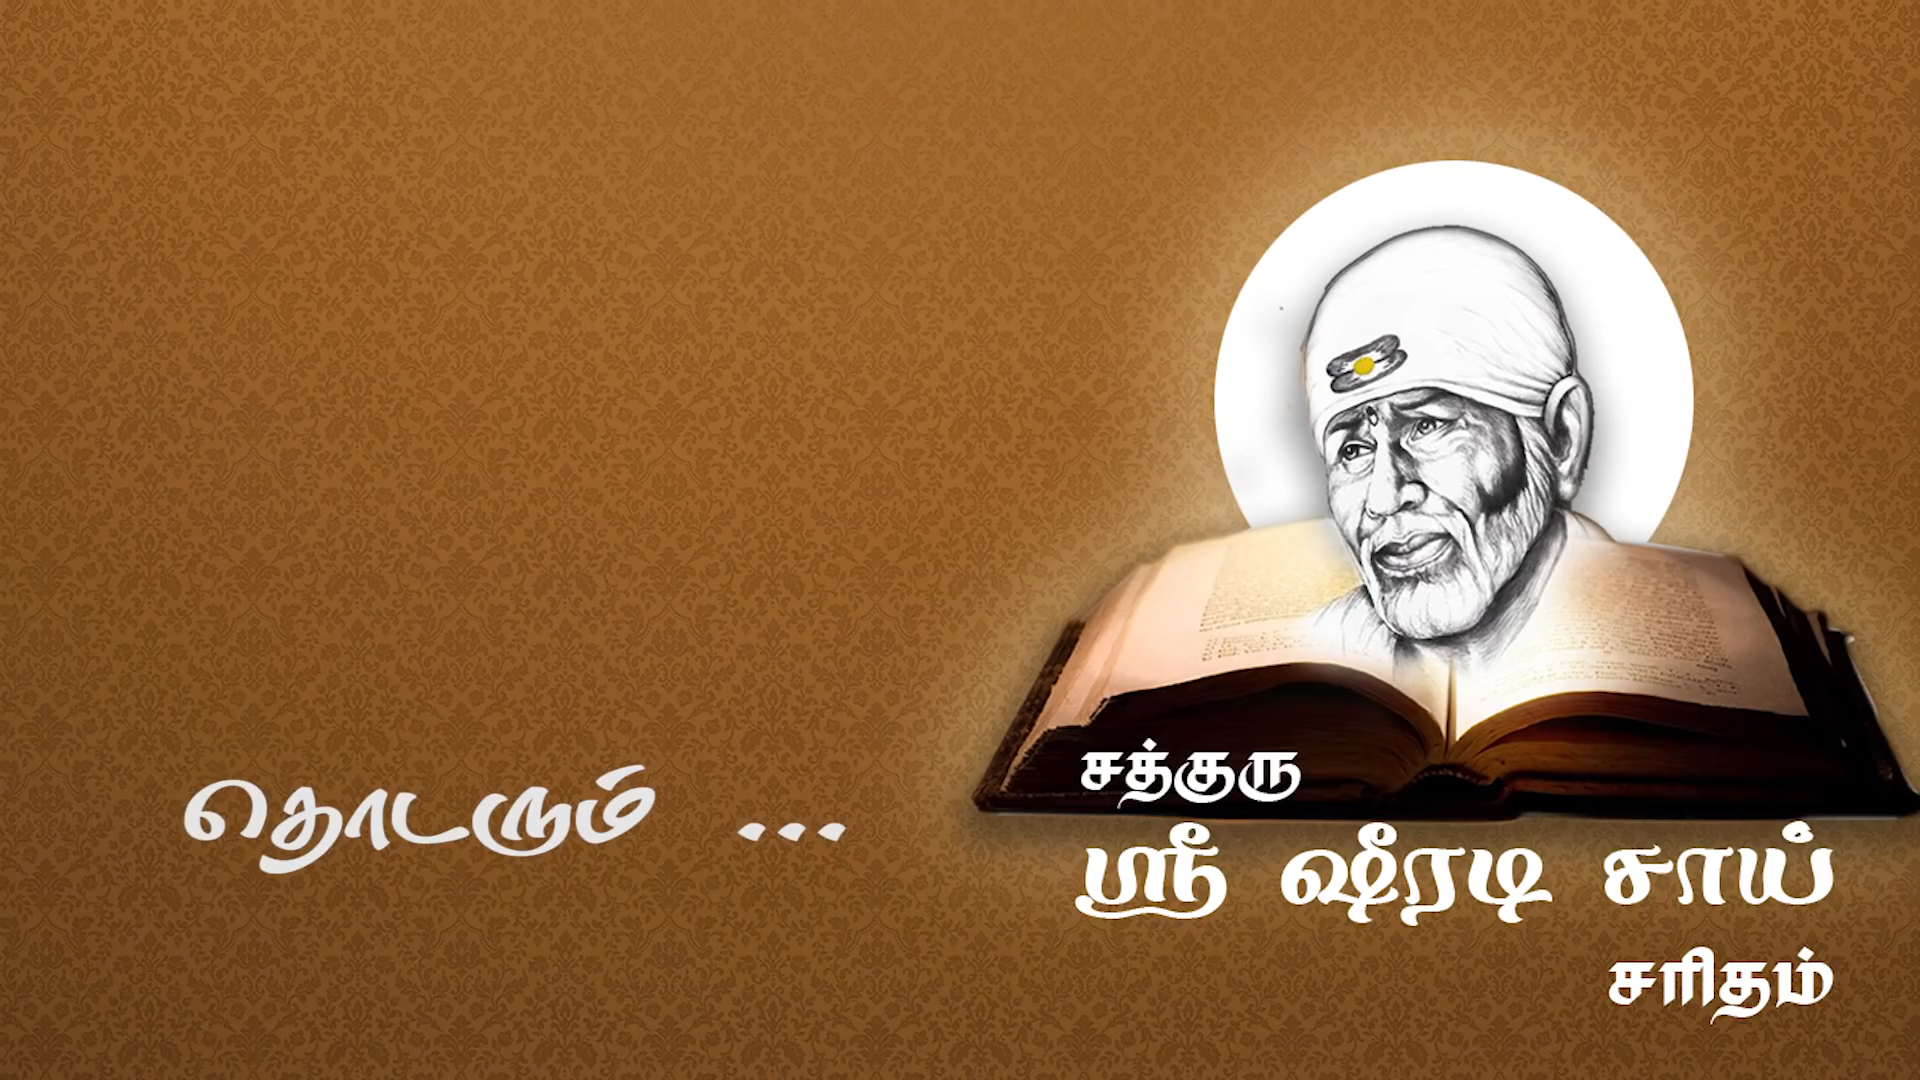 தொடரும் ...
சத்குரு
ஸ்ரீ ஷீரடி சாய்
சரிதம்